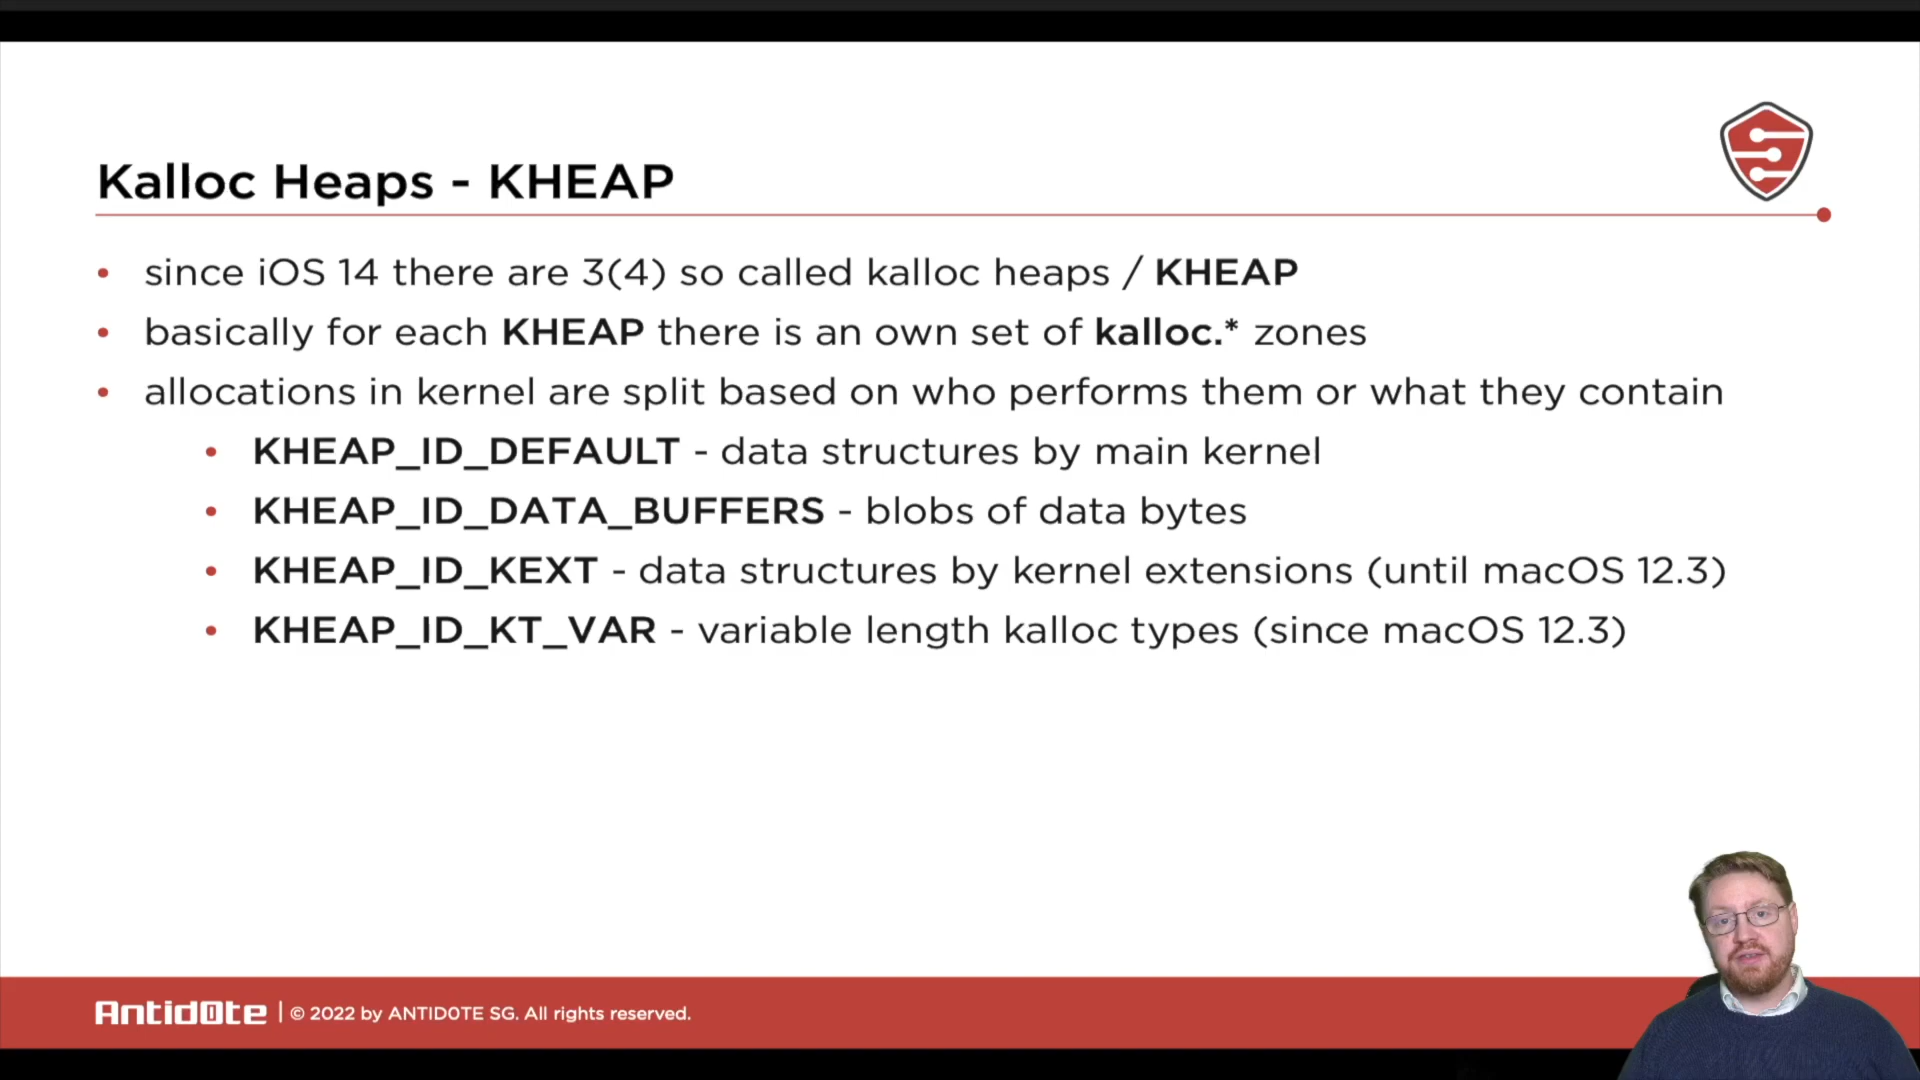 Kalloc Heaps - KHEAP
• since iOS 14 there are 3(4) so called kalloc heaps / KHEAP
• basically for each KHEAP there is an own set of kalloc.* zones
• allocations in kernel are split based on who performs them or what they contain
• KHEAP_ID_DEFAULT - data structures by main kernel
• KHEAP_ID_DATA_BUFFERS - blobs of data bytes
• KHEAP_ID_KEXT - data structures by kernel extensions (until macOS 12.3)
• KHEAP_ID_KT_VAR - variable length kalloc types (since macOS 12.3)
Antid0te | © 2022 by ANTID0TE SG. All rights reserved.